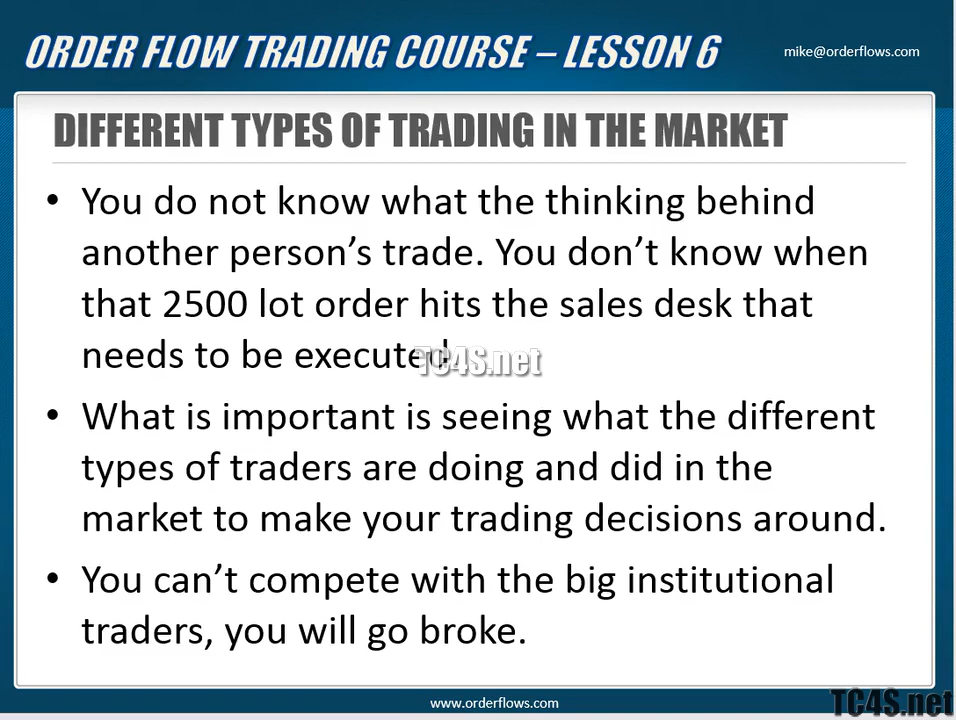 ORDER FLOW TRADING COURSE – LESSON 6
mike@orderflows.com
DIFFERENT TYPES OF TRADING IN THE MARKET
• You do not know what the thinking behind
another person's trade. You don't know when
that 2500 lot order hits the sales desk that
needs to be executed.
TC4S.net
• What is important is seeing what the different
types of traders are doing and did in the
market to make your trading decisions around.
• You can't compete with the big institutional
traders, you will go broke.
www.orderflows.com
TC4S.net